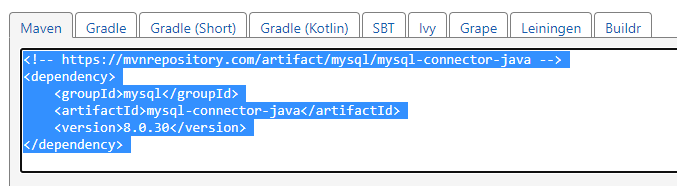 Maven Gradle Gradle (Short) Gradle (Kotlin) SBT Ivy Grape Leiningen Buildr
<!-- https://mvnrepository.com/artifact/mysql/mysql-connector-java -->
<dependency>
    <groupId>mysql</groupId>
    <artifactId>mysql-connector-java</artifactId>
    <version>8.0.30</version>
</dependency>